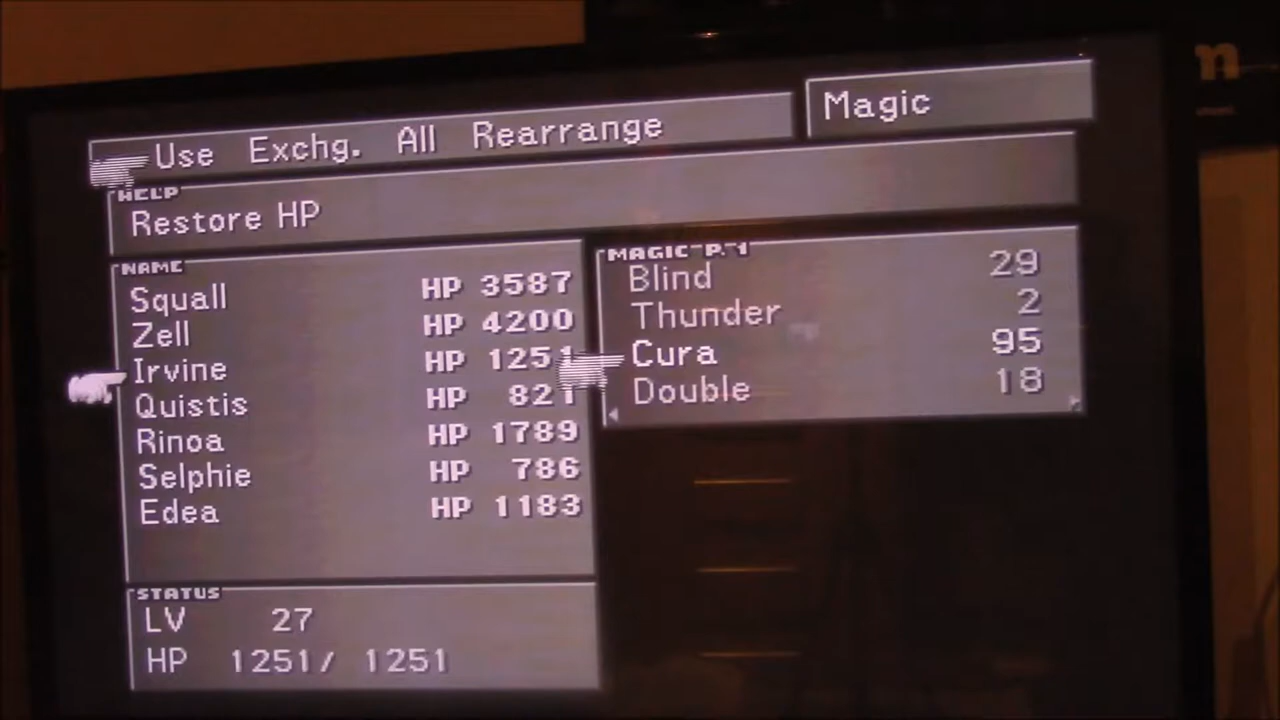 Use Exchg. All Rearrange
Magic
HELP
Restore HP
NAME
Squall HP 3587
Zell HP 4200
Irvine HP 1251
Quistis HP 821
Rinoa HP 1789
Selphie HP 786
Edea HP 1183
MAGIC P.1
Blind 29
Thunder 2
Cura 95
Double 18
STATUS
LV 27
HP 1251/ 1251